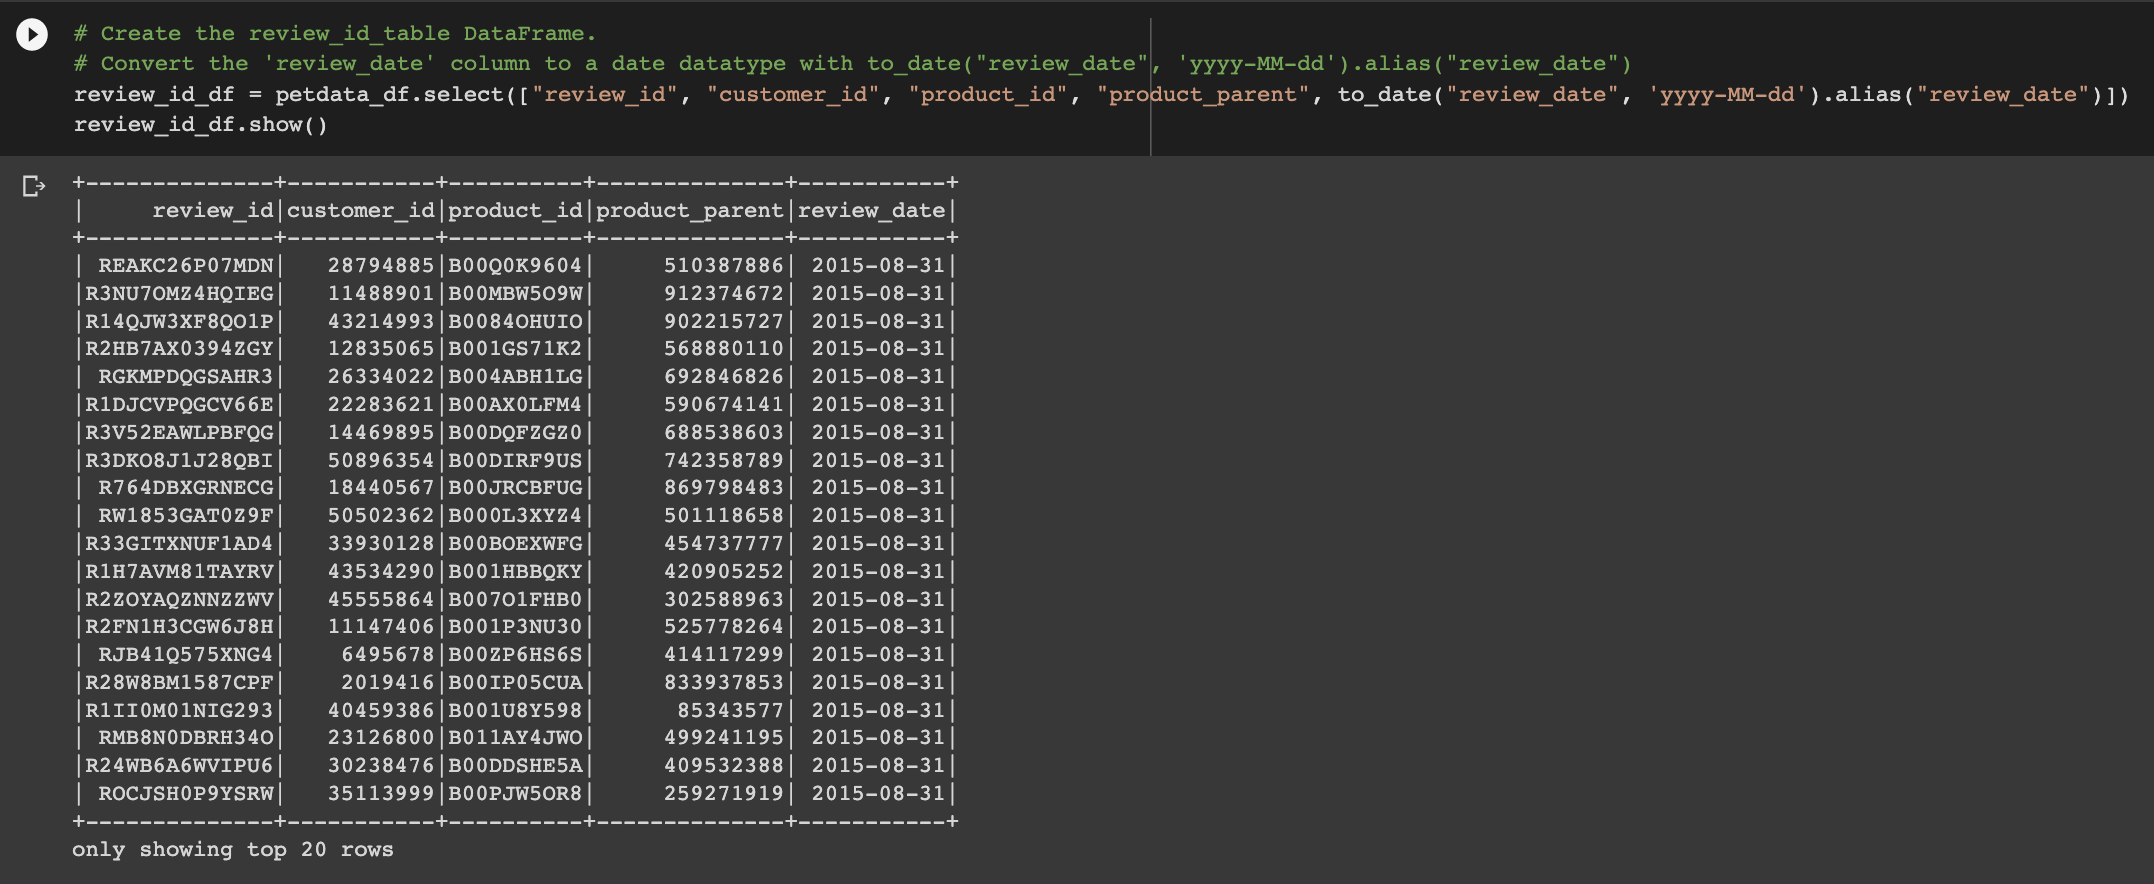 # Create the review_id_table DataFrame.
# Convert the 'review_date' column to a date datatype with to_date("review_date", 'yyyy-MM-dd').alias("review_date")
review_id_df = petdata_df.select(["review_id", "customer_id", "product_id", "product_parent", to_date("review_date", 'yyyy-MM-dd').alias("review_date")])
review_id_df.show()
+--------------+-----------+----------+--------------+-----------+
|     review_id|customer_id|product_id|product_parent|review_date|
+--------------+-----------+----------+--------------+-----------+
| REAKC26P07MDN|   28794885|B00Q0K9604|     510387886| 2015-08-31|
|R3NU7OMZ4HQIEG|   11488901|B00MBW5O9W|     912374672| 2015-08-31|
|R14QJW3XF8QO1P|   43214993|B0084OHUIO|     902215727| 2015-08-31|
|R2HB7AX0394ZGY|   12835065|B001GS71K2|     568880110| 2015-08-31|
| RGKMPDQGSAHR3|   26334022|B004ABH1LG|     692846826| 2015-08-31|
|R1DJCVPQGCV66E|   22283621|B00AX0LFM4|     590674141| 2015-08-31|
|R3V52EAWLPBFQG|   14469895|B00DQFZGZ0|     688538603| 2015-08-31|
|R3DKO8J1J28QBI|   50896354|B00DIRF9US|     742358789| 2015-08-31|
| R764DBXGRNECG|   18440567|B00JRCBFUG|     869798483| 2015-08-31|
| RW1853GAT0Z9F|   50502362|B000L3XYZ4|     501118658| 2015-08-31|
|R33GITXNUF1AD4|   33930128|B00BOEXWFG|     454737777| 2015-08-31|
|R1H7AVM81TAYRV|   43534290|B001HBBQKY|     420905252| 2015-08-31|
|R2ZOYAQZNNZZWV|   45555864|B007O1FHB0|     302588963| 2015-08-31|
|R2FN1H3CGW6J8H|   11147406|B001P3NU30|     525778264| 2015-08-31|
| RJB41Q575XNG4|    6495678|B00ZP6HS6S|     414117299| 2015-08-31|
|R28W8BM1587CPF|    2019416|B00IP05CUA|     833937853| 2015-08-31|
|R1II0M01NIG293|   40459386|B001U8Y598|      85343577| 2015-08-31|
| RMB8N0DBRH34O|   23126800|B011AY4JWO|     499241195| 2015-08-31|
|R24WB6A6WVIPU6|   30238476|B00DDSHE5A|     409532388| 2015-08-31|
| ROCJSH0P9YSRW|   35113999|B00PJW5OR8|     259271919| 2015-08-31|
+--------------+-----------+----------+--------------+-----------+
only showing top 20 rows